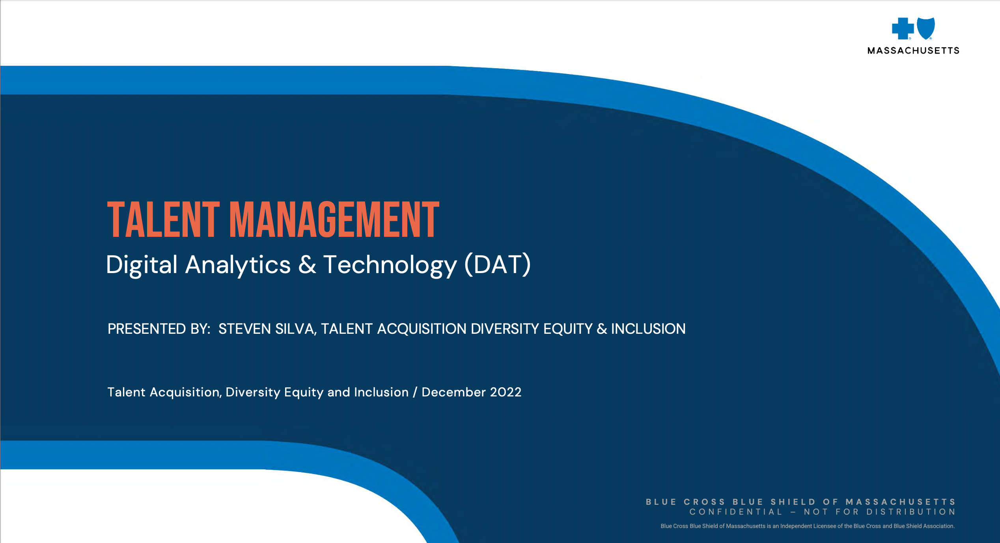 MASSACHUSETTS
TALENT MANAGEMENT
Digital Analytics & Technology (DAT)
PRESENTED BY:  STEVEN SILVA, TALENT ACQUISITION DIVERSITY EQUITY & INCLUSION
Talent Acquisition, Diversity Equity and Inclusion / December 2022
BLUE CROSS BLUE SHIELD OF MASSACHUSETTS
CONFIDENTIAL – NOT FOR DISTRIBUTION
Blue Cross Blue Shield of Massachusetts is an Independent Licensee of the Blue Cross and Blue Shield Association.